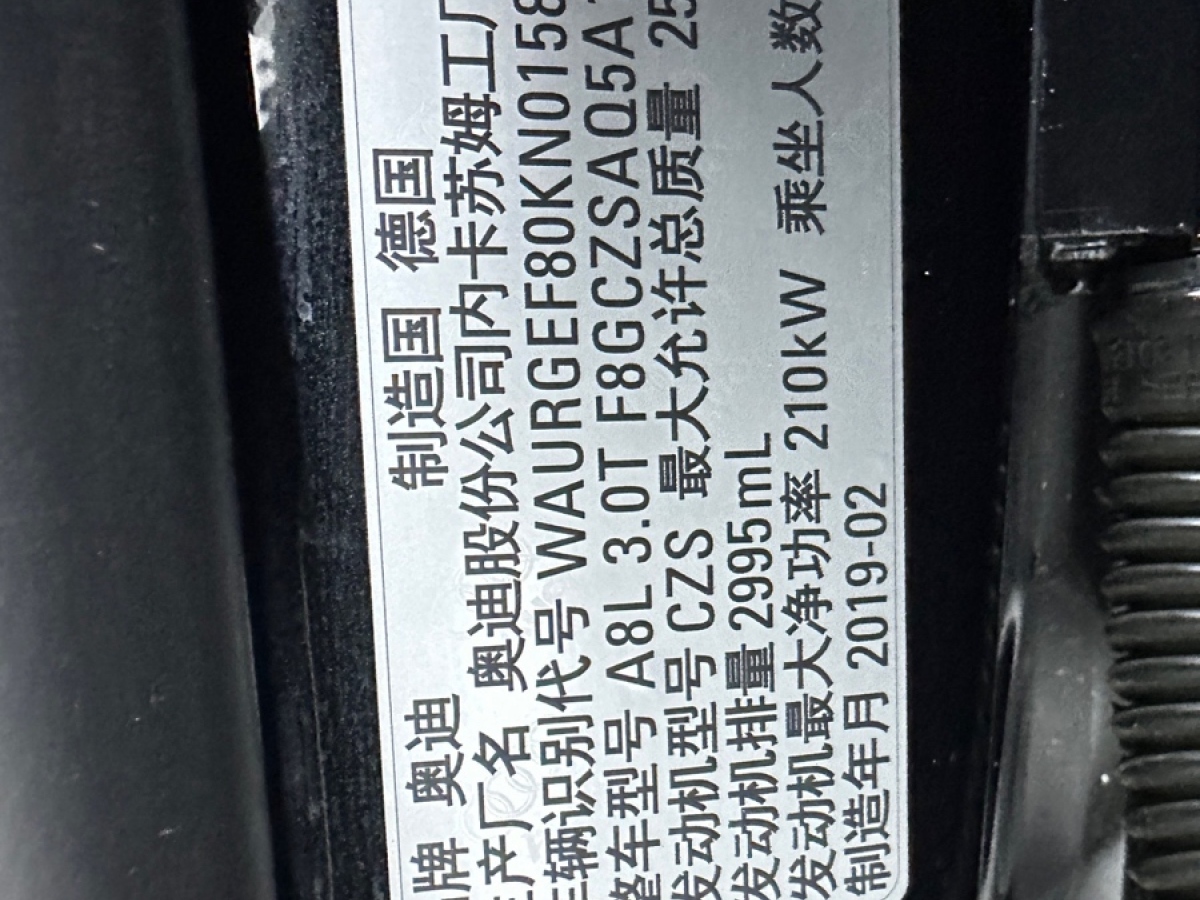 牌 奥迪 制造国 德国
生产厂名 奥迪股份公司内卡苏姆工厂
车辆识别代号 WAURGEF80KN0158
整车型号 A8L 3.0T F8GCZSAQ5A
发动机型号 CZS 最大允许总质量 25
发动机排量 2995mL
发动机最大净功率 210kW 乘坐人数
制造年月 2019-02